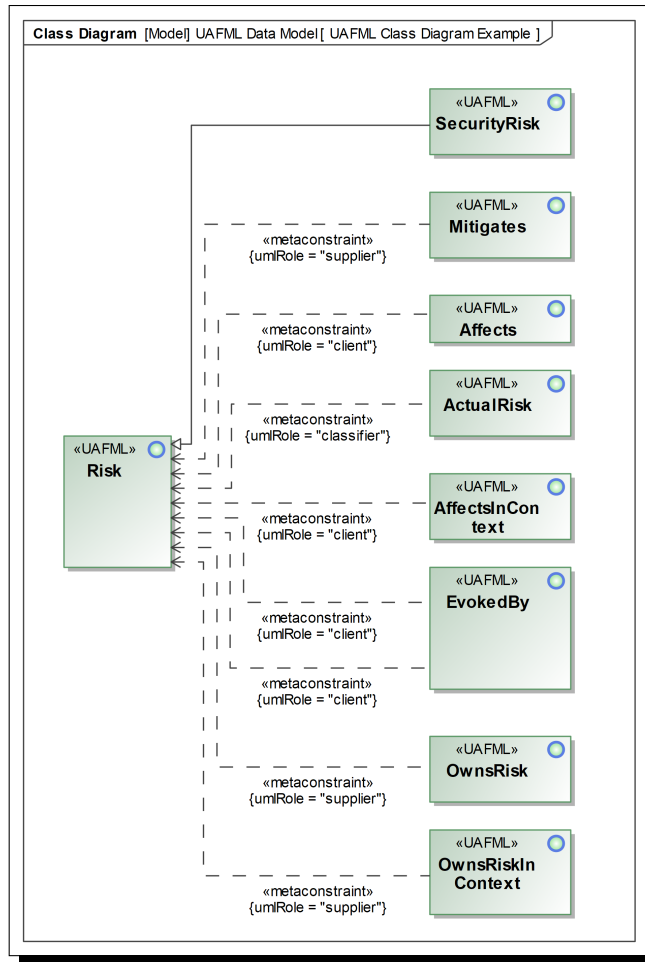 Class Diagram [Model] UAFML Data Model [ UAFML Class Diagram Example ]
«UAFML»
SecurityRisk
«UAFML»
Mitigates
«metaconstraint»
{umlRole = "supplier"}
«UAFML»
Affects
«metaconstraint»
{umlRole = "client"}
«UAFML»
ActualRisk
«metaconstraint»
{umlRole = "classifier"}
«UAFML»
Risk
«UAFML»
AffectsInCon
text
«metaconstraint»
{umlRole = "client"}
«UAFML»
EvokedBy
«metaconstraint»
{umlRole = "client"}
«metaconstraint»
{umlRole = "client"}
«UAFML»
OwnsRisk
«metaconstraint»
{umlRole = "supplier"}
«UAFML»
OwnsRiskIn
Context
«metaconstraint»
{umlRole = "supplier"}